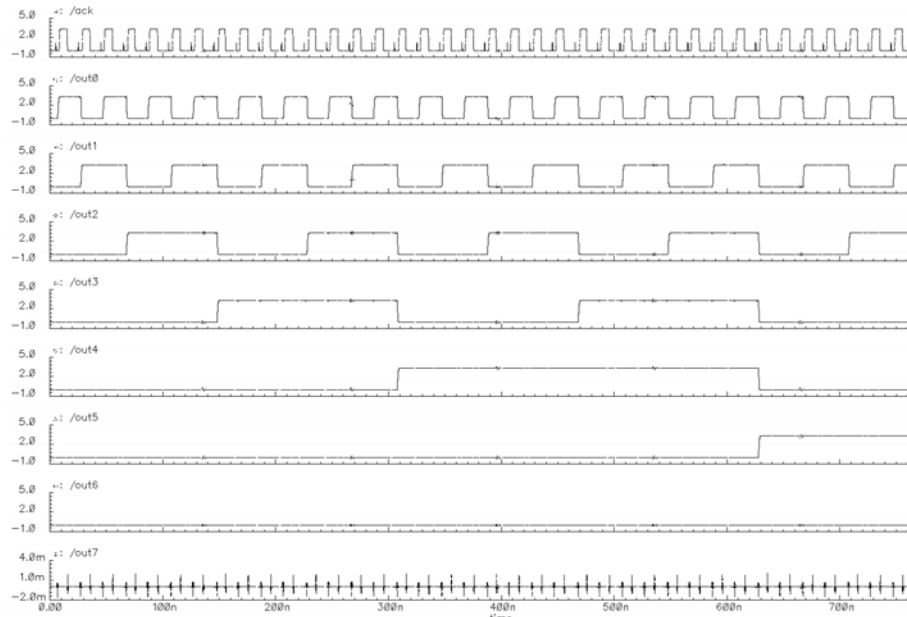 5.0 : /ack
2.0
-1.0
5.0 : /out0
2.0
-1.0
5.0 : /out1
2.0
-1.0
5.0 : /out2
2.0
-1.0
5.0 : /out3
2.0
-1.0
5.0 : /out4
2.0
-1.0
5.0 : /out5
2.0
-1.0
5.0 : /out6
2.0
-1.0
4.0m : /out7
1.0m
-2.0m
0.00 100n 200n 300n 400n 500n 600n 700n
time